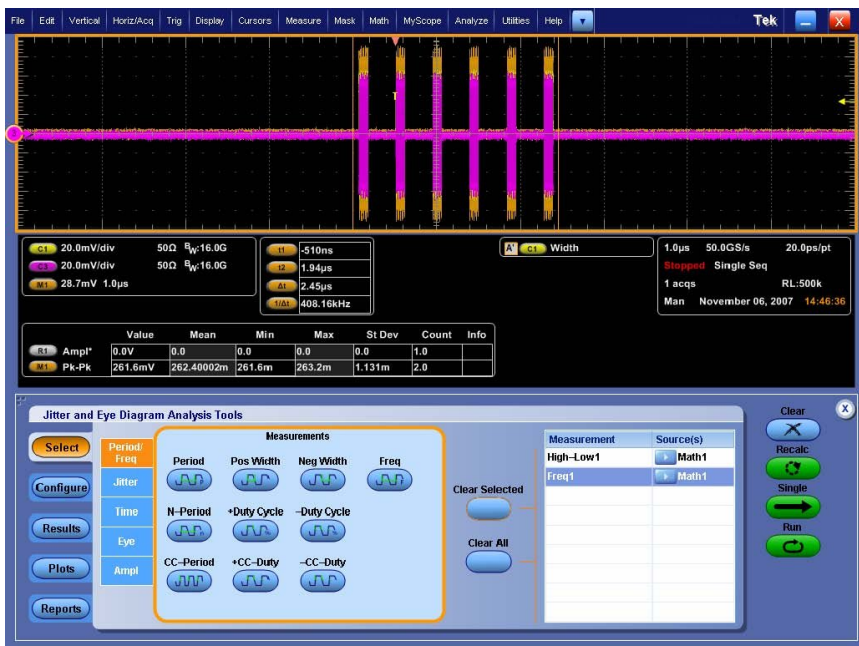 File Edit Vertical Horiz/Acq Trig Display Cursors Measure Mask Math MyScope Analyze Utilities Help Tek X
T
C1 20.0mV/div 50Ω BW:16.0G
C3 20.0mV/div 50Ω BW:16.0G
M1 28.7mV 1.0µs
t1 -510ns
t2 1.94µs
Δt 2.45µs
1/Δt 408.16kHz
A' C1 Width
1.0µs 50.0GS/s 20.0ps/pt
Stopped Single Seq
1 acqs RL:500k
Man November 06, 2007 14:46:36
Value Mean Min Max St Dev Count Info
R1 Ampl* 0.0V 0.0 0.0 0.0 0.0 1.0
M1 Pk-Pk 261.6mV 262.40002m 261.6m 263.2m 1.131m 2.0
Jitter and Eye Diagram Analysis Tools
Select
Configure
Results
Plots
Reports
Period/
Freq
Jitter
Time
Eye
Ampl
Measurements
Period Pos Width Neg Width Freq
N-Period +Duty Cycle -Duty Cycle
CC-Period +CC-Duty -CC-Duty
Clear Selected
Clear All
Measurement Source(s)
High-Low1 Math1
Freq1 Math1
Clear
X
Recalc
Single
Run